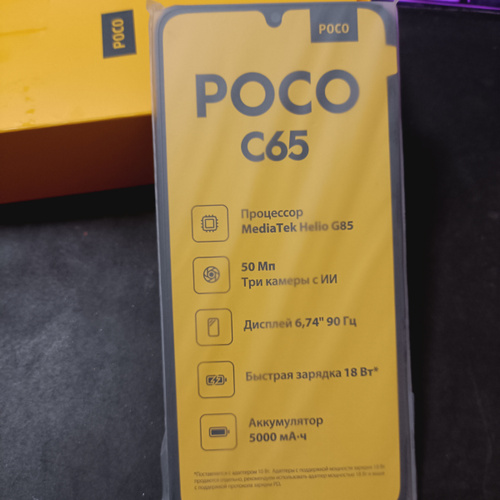 POCO
POCO
POCO
C65
Процессор
MediaTek Helio G85
50 Мп
Три камеры с ИИ
Дисплей 6,74" 90 Гц
Быстрая зарядка 18 Вт*
Аккумулятор
5000 мА·ч